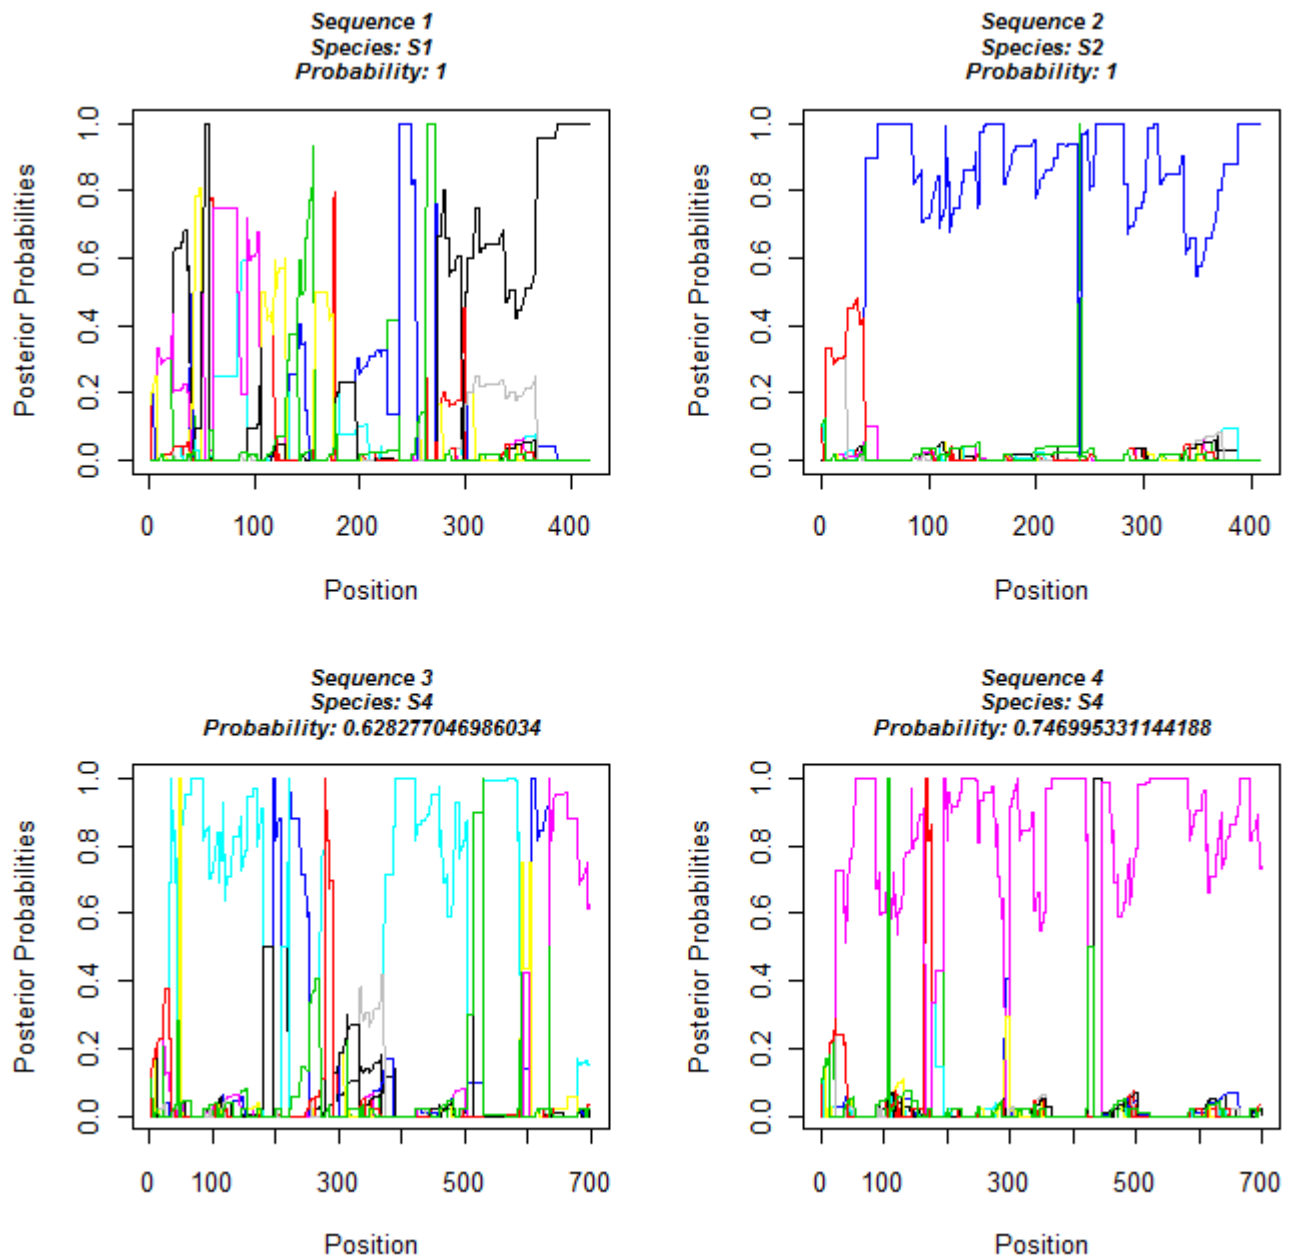 Sequence 1
Species: S1
Probability: 1
Posterior Probabilities
1.0
0.8
0.6
0.4
0.2
0.0
0 100 200 300 400
Position
Sequence 2
Species: S2
Probability: 1
Posterior Probabilities
1.0
0.8
0.6
0.4
0.2
0.0
0 100 200 300 400
Position
Sequence 3
Species: S4
Probability: 0.628277046986034
Posterior Probabilities
1.0
0.8
0.6
0.4
0.2
0.0
0 100 300 500 700
Position
Sequence 4
Species: S4
Probability: 0.746995331144188
Posterior Probabilities
1.0
0.8
0.6
0.4
0.2
0.0
0 100 300 500 700
Position